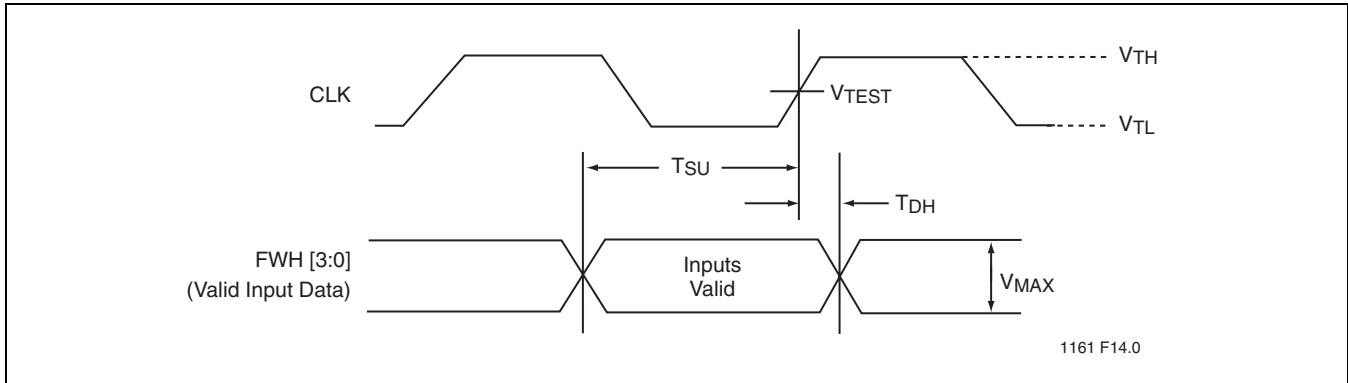 CLK
VTH
VTEST
VTL
TSU
TDH
FWH [3:0]
(Valid Input Data)
Inputs
Valid
VMAX
1161 F14.0